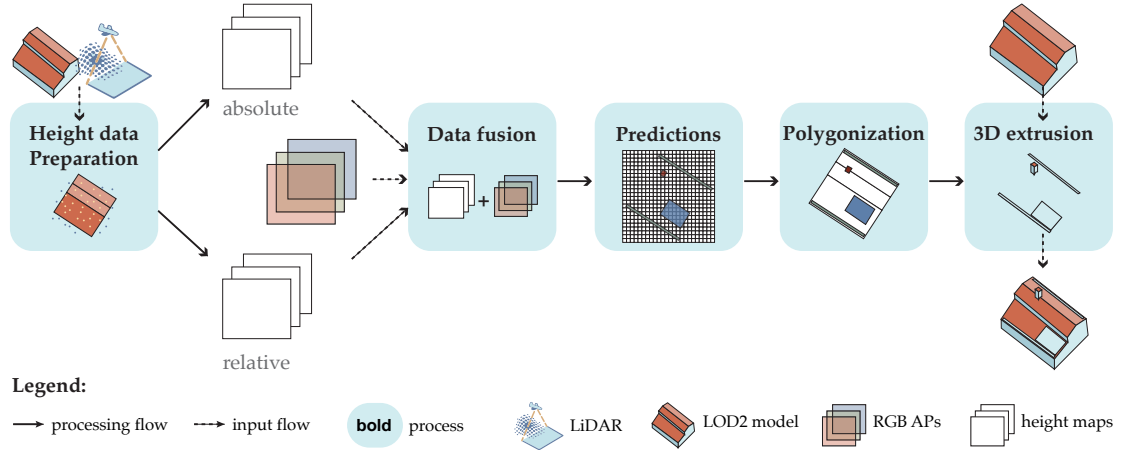 absolute
Height data
Preparation
Data fusion
Predictions
Polygonization
3D extrusion
+
relative
Legend:
processing flow
input flow
bold
process
LiDAR
LOD2 model
RGB APs
height maps